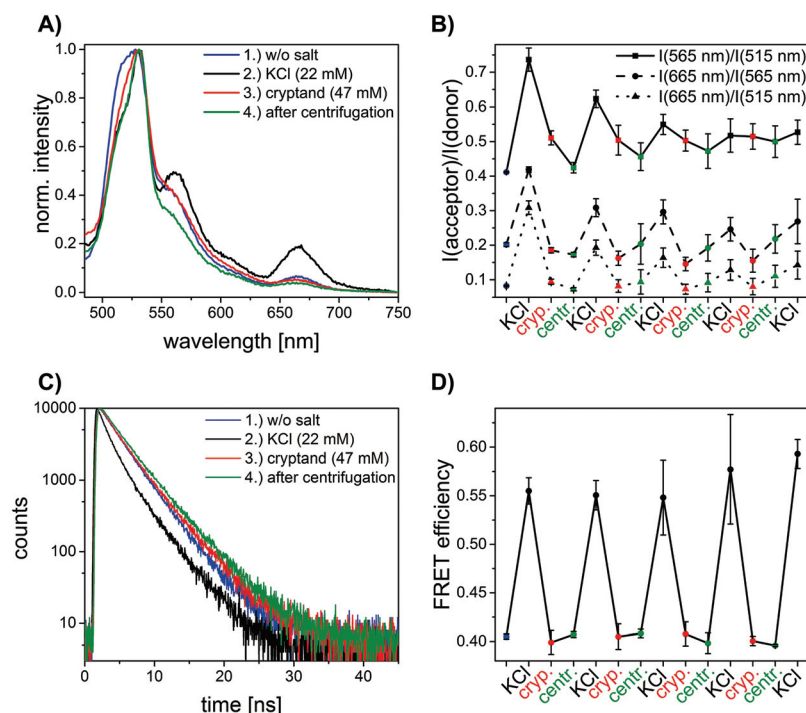 A)
1.0
0.8
0.6
0.4
0.2
0.0
norm. intensity
1.) w/o salt
2.) KCl (22 mM)
3.) cryptand (47 mM)
4.) after centrifugation
500
550
600
650
700
750
wavelength [nm]
B)
I(565 nm)/I(515 nm)
I(665 nm)/I(565 nm)
I(665 nm)/I(515 nm)
0.7
0.6
0.5
0.4
0.3
0.2
0.1
I(acceptor)/I(donor)
KCl
cryp.
centr.
KCl
cryp.
centr.
KCl
cryp.
centr.
KCl
cryp.
centr.
KCl
C)
10000
1000
100
10
counts
1.) w/o salt
2.) KCl (22 mM)
3.) cryptand (47 mM)
4.) after centrifugation
0
10
20
30
40
time [ns]
D)
0.60
0.55
0.50
0.45
0.40
FRET efficiency
KCl
cryp.
centr.
KCl
cryp.
centr.
KCl
cryp.
centr.
KCl
cryp.
centr.
KCl